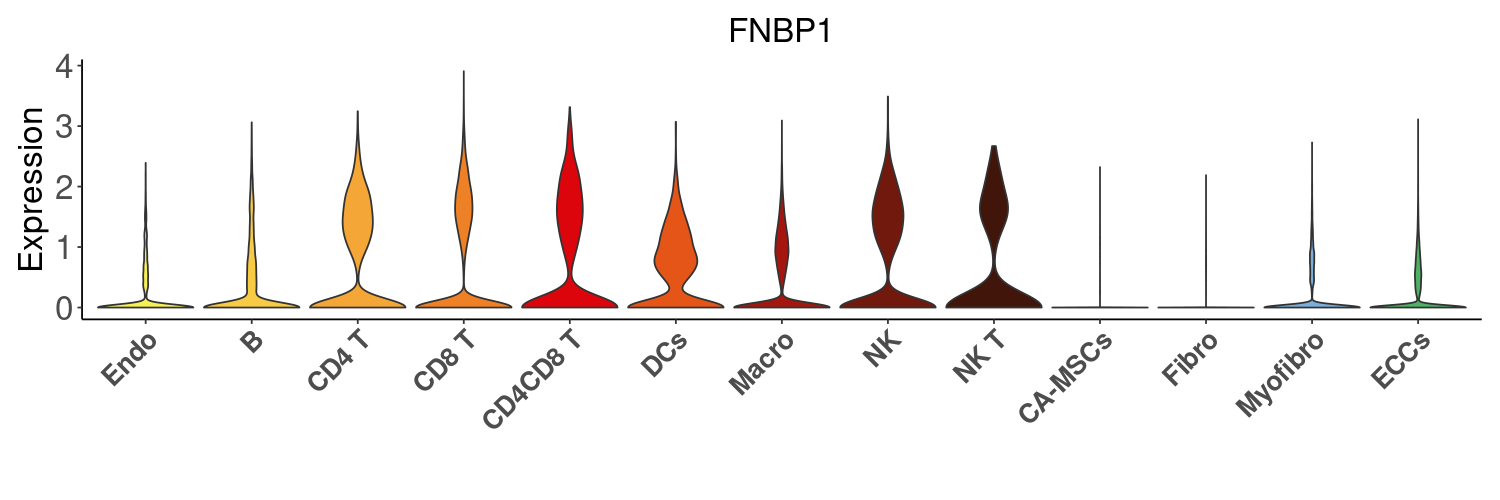 FNBP1
Expression
4
3
2
1
0
Endo
B
CD4 T
CD8 T
CD4CD8 T
DCs
Macro
NK
NK T
CA-MSCs
Fibro
Myofibro
ECCs